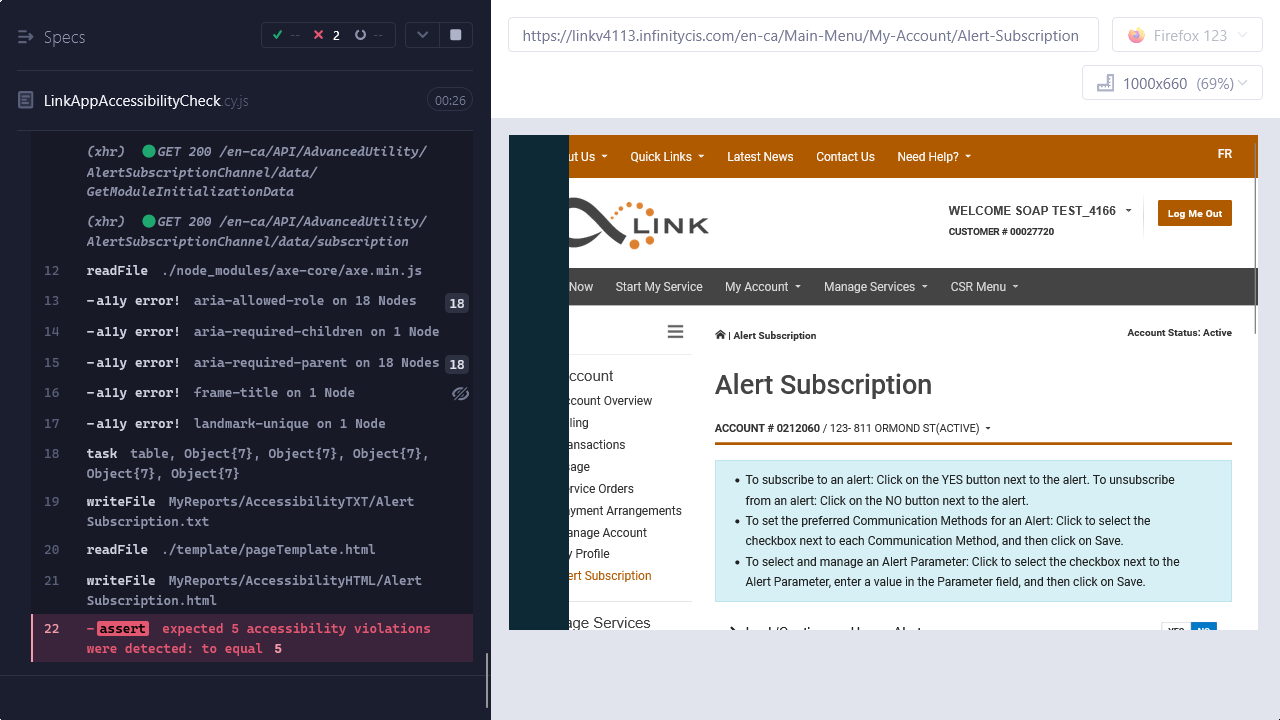 Specs
--
2
--
LinkAppAccessibilityCheck.cy.js
00:26
(xhr) GET 200 /en-ca/API/AdvancedUtility/
AlertSubscriptionChannel/data/
GetModuleInitializationData
(xhr) GET 200 /en-ca/API/AdvancedUtility/
AlertSubscriptionChannel/data/subscription
12 readFile ./node_modules/axe-core/axe.min.js
13 -a11y error! aria-allowed-role on 18 Nodes 18
14 -a11y error! aria-required-children on 1 Node
15 -a11y error! aria-required-parent on 18 Nodes 18
16 -a11y error! frame-title on 1 Node
17 -a11y error! landmark-unique on 1 Node
18 task table, Object{7}, Object{7}, Object{7},
Object{7}, Object{7}
19 writeFile MyReports/AccessibilityTXT/Alert
Subscription.txt
20 readFile ./template/pageTemplate.html
21 writeFile MyReports/AccessibilityHTML/Alert
Subscription.html
22 -assert expected 5 accessibility violations
were detected: to equal 5
https://linkv4113.infinitycis.com/en-ca/Main-Menu/My-Account/Alert-Subscription
Firefox 123
1000x660 (69%)
ut Us Quick Links Latest News Contact Us Need Help? FR
LINK
WELCOME SOAP TEST_4166
CUSTOMER # 00027720
Log Me Out
Now Start My Service My Account Manage Services CSR Menu
| Alert Subscription
Account Status: Active
ccount
ccount Overview
ling
ansactions
sage
ervice Orders
yment Arrangements
anage Account
y Profile
ert Subscription
age Services
Alert Subscription
ACCOUNT # 0212060 / 123- 811 ORMOND ST(ACTIVE)
• To subscribe to an alert: Click on the YES button next to the alert. To unsubscribe
from an alert: Click on the NO button next to the alert.
• To set the preferred Communication Methods for an Alert: Click to select the
checkbox next to each Communication Method, and then click on Save.
• To select and manage an Alert Parameter: Click to select the checkbox next to the
Alert Parameter, enter a value in the Parameter field, and then click on Save.
YES NO